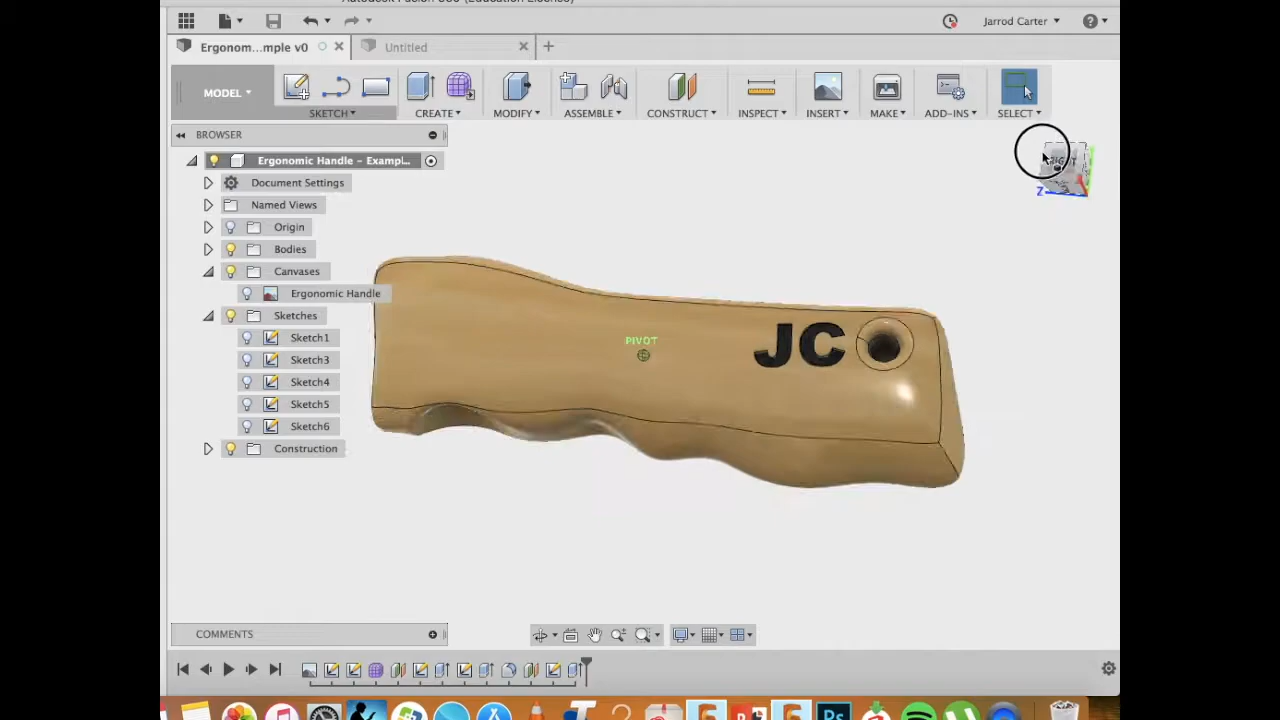 Autodesk Fusion 360 (Education License)
Jarrod Carter
Ergonom...mple v0
Untitled
MODEL
SKETCH
CREATE
MODIFY
ASSEMBLE
CONSTRUCT
INSPECT
INSERT
MAKE
ADD-INS
SELECT
BROWSER
Ergonomic Handle - Exampl...
Document Settings
Named Views
Origin
Bodies
Canvases
Ergonomic Handle
Sketches
Sketch1
Sketch3
Sketch4
Sketch5
Sketch6
Construction
RIGHT
Z
PIVOT
JC
COMMENTS
Ps